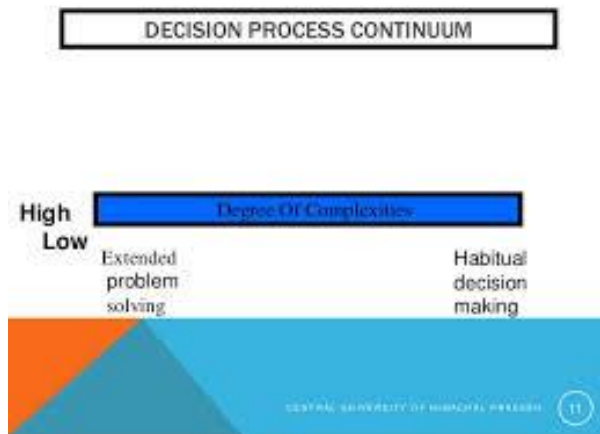 DECISION PROCESS CONTINUUM
High
Degree Of Complexities
Low
Extended
problem
solving
Habitual
decision
making
CENTRAL UNIVERSITY OF HIMACHAL PRADESH
11